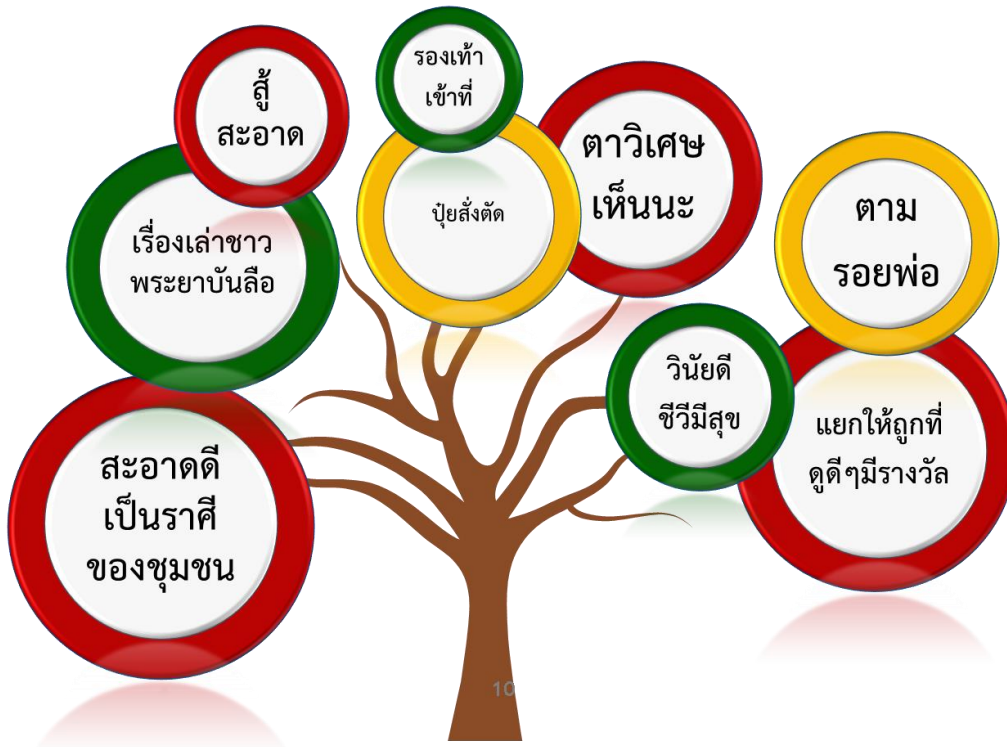 สู้
สะอาด
รองเท้า
เข้าที่
ตาวิเศษ
เห็นนะ
ปุ๋ยสั่งตัด
ตาม
รอยพ่อ
เรื่องเล่าชาว
พระยาบันลือ
วินัยดี
ชีวีมีสุข
แยกให้ถูกที่
ดูดีๆมีรางวัล
สะอาดดี
เป็นราศี
ของชุมชน
10